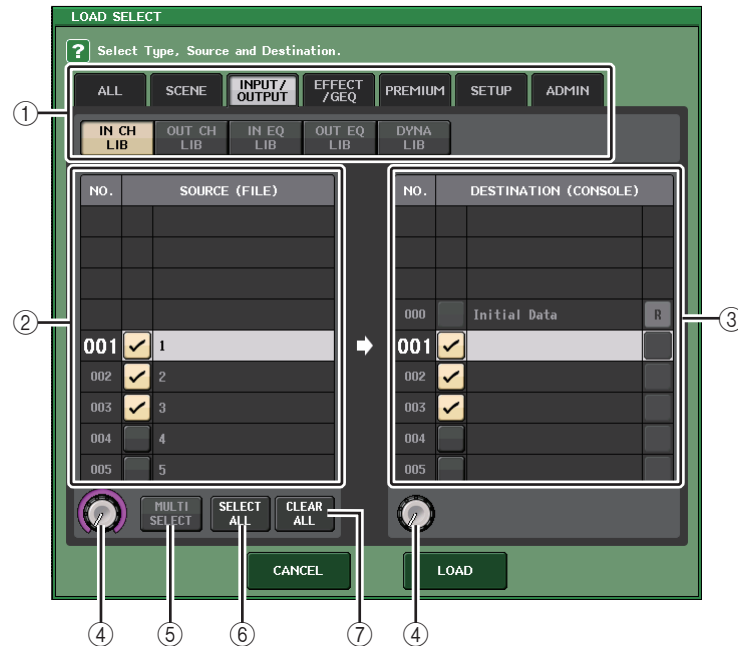 LOAD SELECT
? Select Type, Source and Destination.
ALL SCENE INPUT/OUTPUT EFFECT/GEQ PREMIUM SETUP ADMIN
①
IN CH LIB OUT CH LIB IN EQ LIB OUT EQ LIB DYNA LIB
NO. SOURCE (FILE) NO. DESTINATION (CONSOLE)
000 Initial Data R
② ③
001 1 001
002 2 002
003 3 003
004 4 004
005 5 005
MULTI SELECT SELECT ALL CLEAR ALL
CANCEL LOAD
④ ⑤ ⑥ ⑦ ④